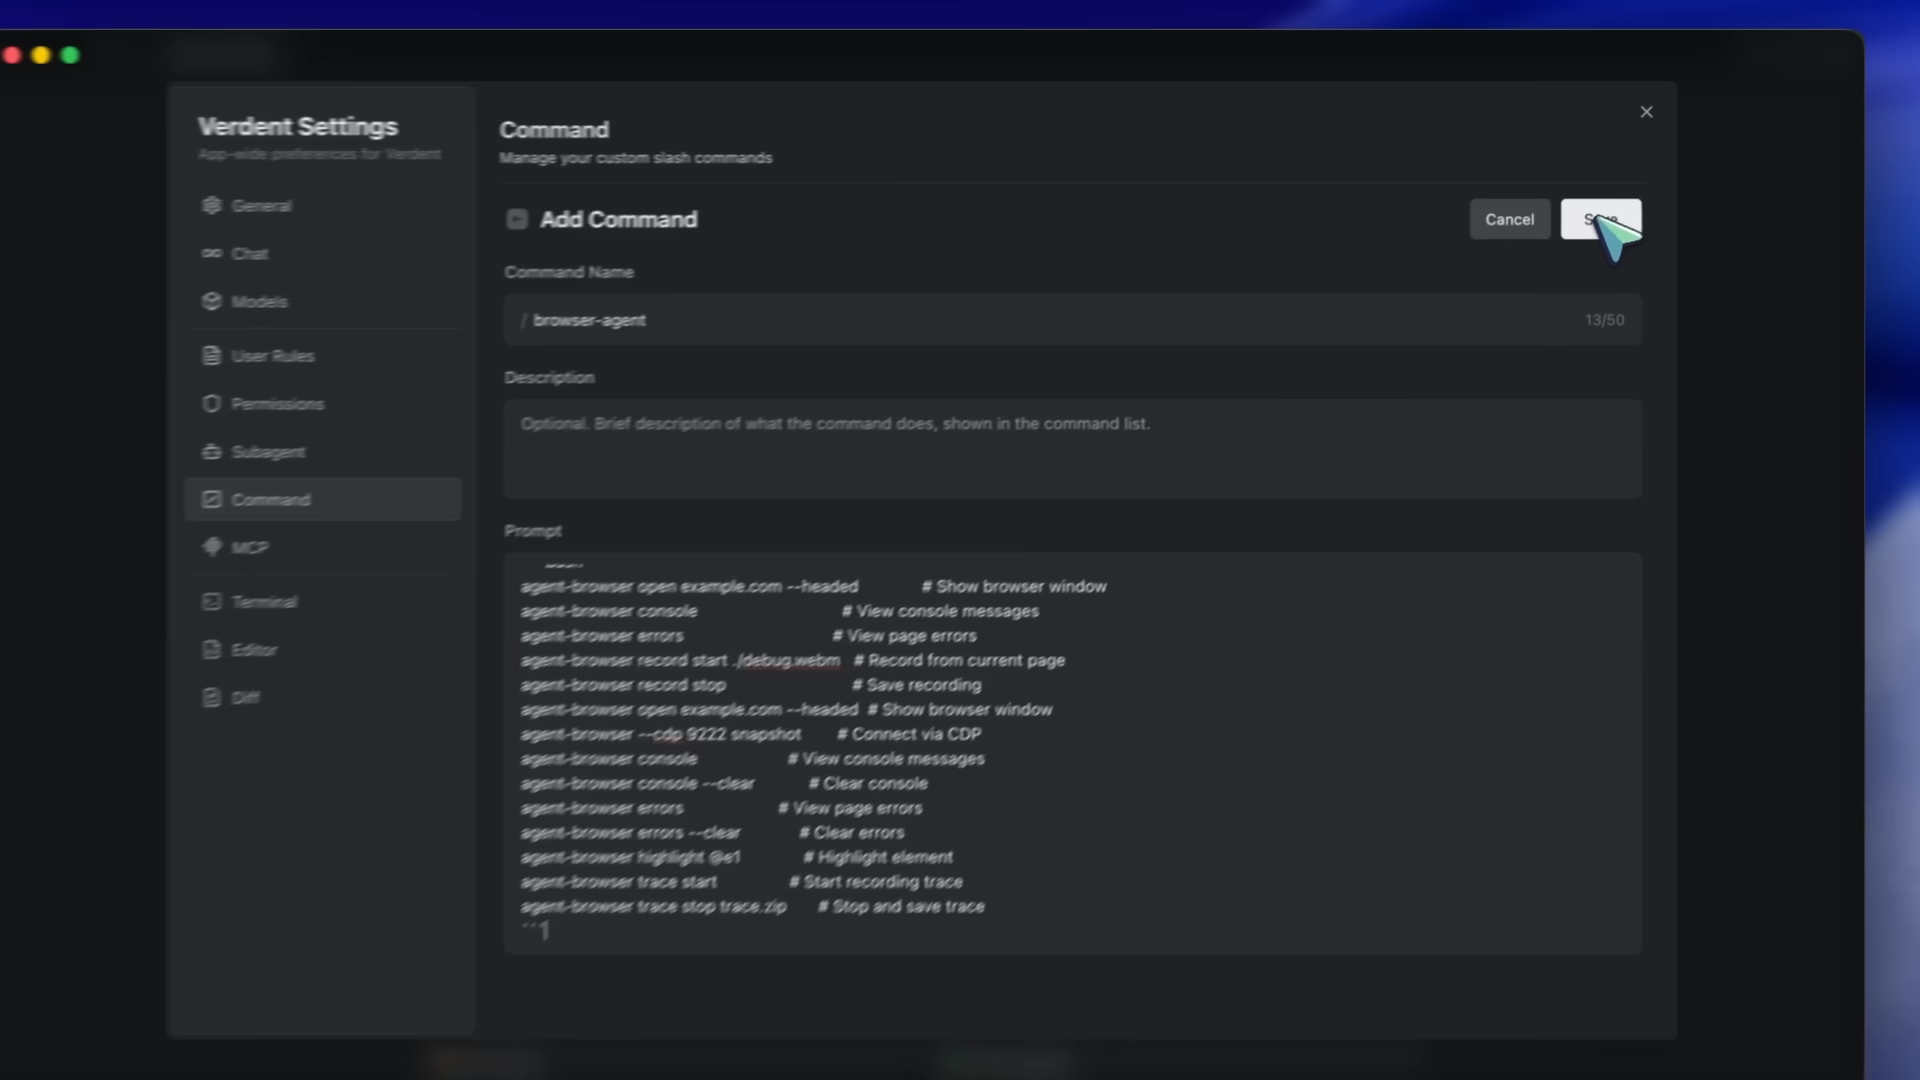 Verdent Settings
App-wide preferences for Verdent
General
Chat
Models
User Rules
Permissions
Subagent
Command
MCP
Terminal
Editor
Diff
Command
Manage your custom slash commands
Add Command
Cancel
Command Name
/ browser-agent
13/50
Description
Optional. Brief description of what the command does, shown in the command list.
Prompt
agent-browser open example.com --headed # Show browser window
agent-browser console # View console messages
agent-browser errors # View page errors
agent-browser record start ./debug.webm # Record from current page
agent-browser record stop # Save recording
agent-browser open example.com --headed # Show browser window
agent-browser --cdp 9222 snapshot # Connect via CDP
agent-browser console # View console messages
agent-browser console --clear # Clear console
agent-browser errors # View page errors
agent-browser errors --clear # Clear errors
agent-browser highlight @e1 # Highlight element
agent-browser trace start # Start recording trace
agent-browser trace stop trace.zip # Stop and save trace